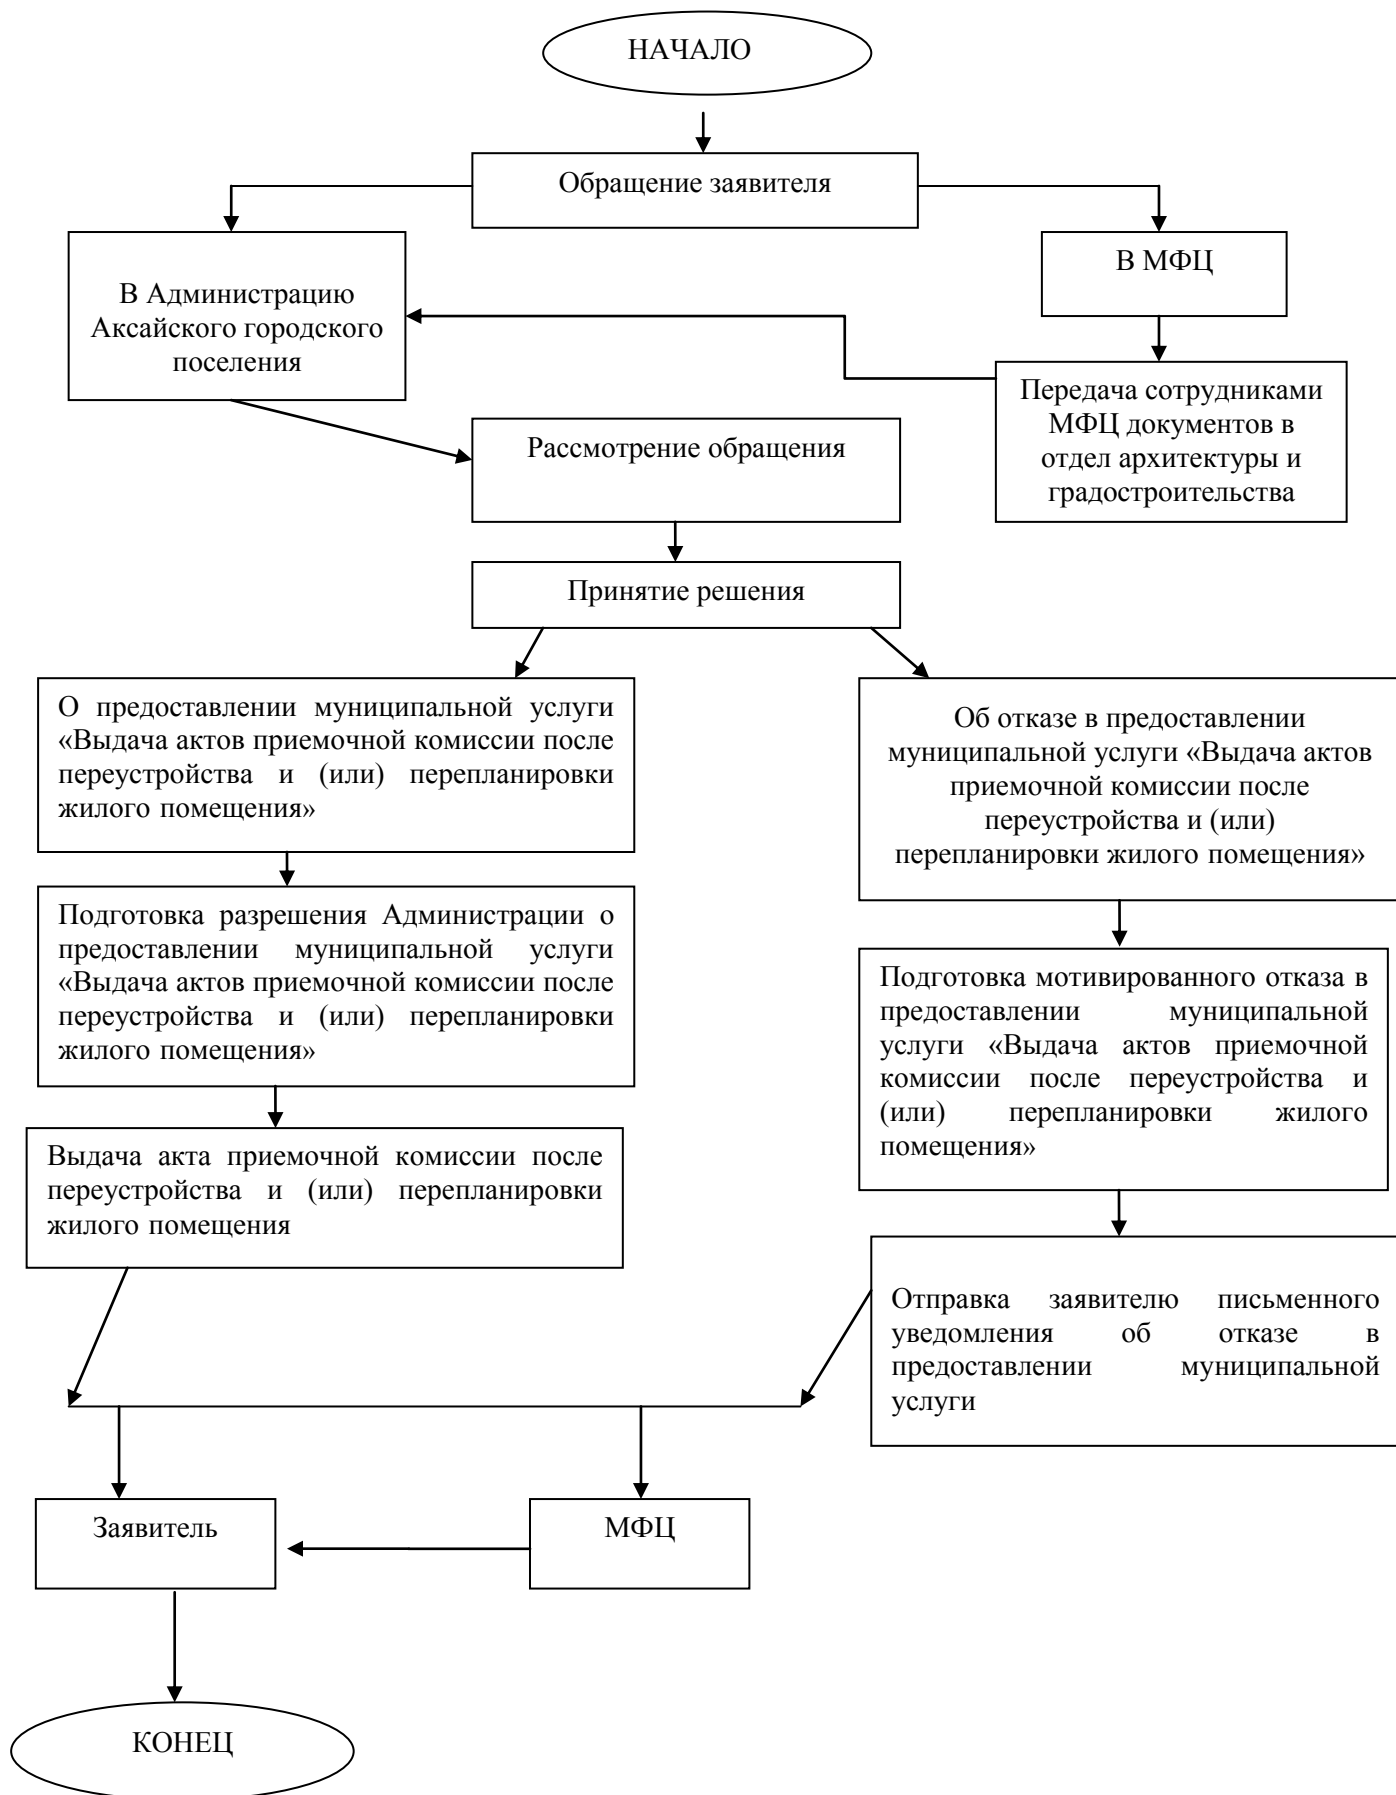 НАЧАЛО
Обращение заявителя
В Администрацию
Аксайского городского
поселения
В МФЦ
Передача сотрудниками
МФЦ документов в
отдел архитектуры и
градостроительства
Рассмотрение обращения
Принятие решения
О предоставлении муниципальной услуги
«Выдача актов приемочной комиссии после
переустройства и (или) перепланировки
жилого помещения»
Об отказе в предоставлении
муниципальной услуги «Выдача актов
приемочной комиссии после
переустройства и (или)
перепланировки жилого помещения»
Подготовка разрешения Администрации о
предоставлении муниципальной услуги
«Выдача актов приемочной комиссии после
переустройства и (или) перепланировки
жилого помещения»
Подготовка мотивированного отказа в
предоставлении муниципальной
услуги «Выдача актов приемочной
комиссии после переустройства и
(или) перепланировки жилого
помещения»
Выдача акта приемочной комиссии после
переустройства и (или) перепланировки
жилого помещения
Отправка заявителю письменного
уведомления об отказе в
предоставлении муниципальной
услуги
Заявитель
МФЦ
КОНЕЦ